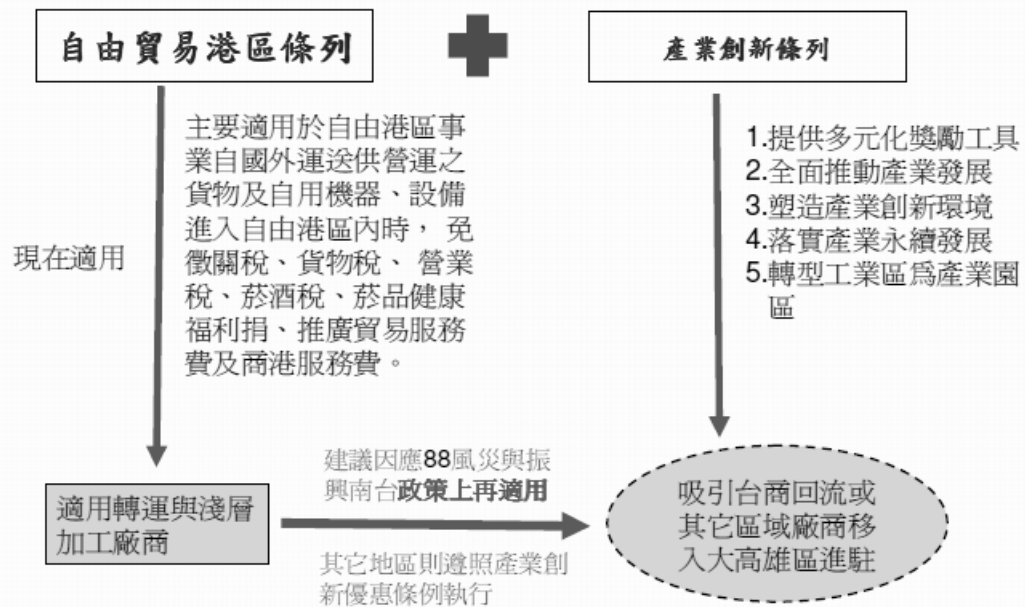 自由貿易港區條列
產業創新條列
現在適用
主要適用於自由港區事
業自國外運送供營運之
貨物及自用機器、設備
進入自由港區內時， 免
徵關稅、貨物稅、 營業
稅、菸酒稅、菸品健康
福利捐、推廣貿易服務
費及商港服務費。
1.提供多元化獎勵工具
2.全面推動產業發展
3.塑造產業創新環境
4.落實產業永續發展
5.轉型工業區爲產業園
區
適用轉運與淺層
加工廠商
建議因應88風災與振
興南台政策上再適用
其它地區則遵照產業創
新優惠條例執行
吸引台商回流或
其它區域廠商移
入大高雄區進駐